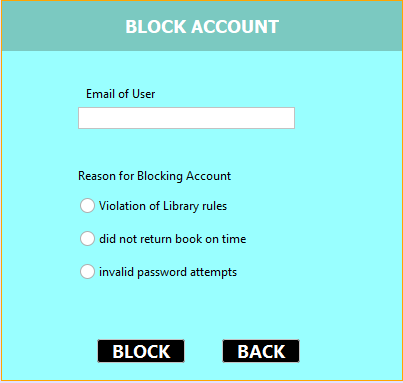 BLOCK ACCOUNT
Email of User
Reason for Blocking Account
Violation of Library rules
did not return book on time
invalid password attempts
BLOCK BACK